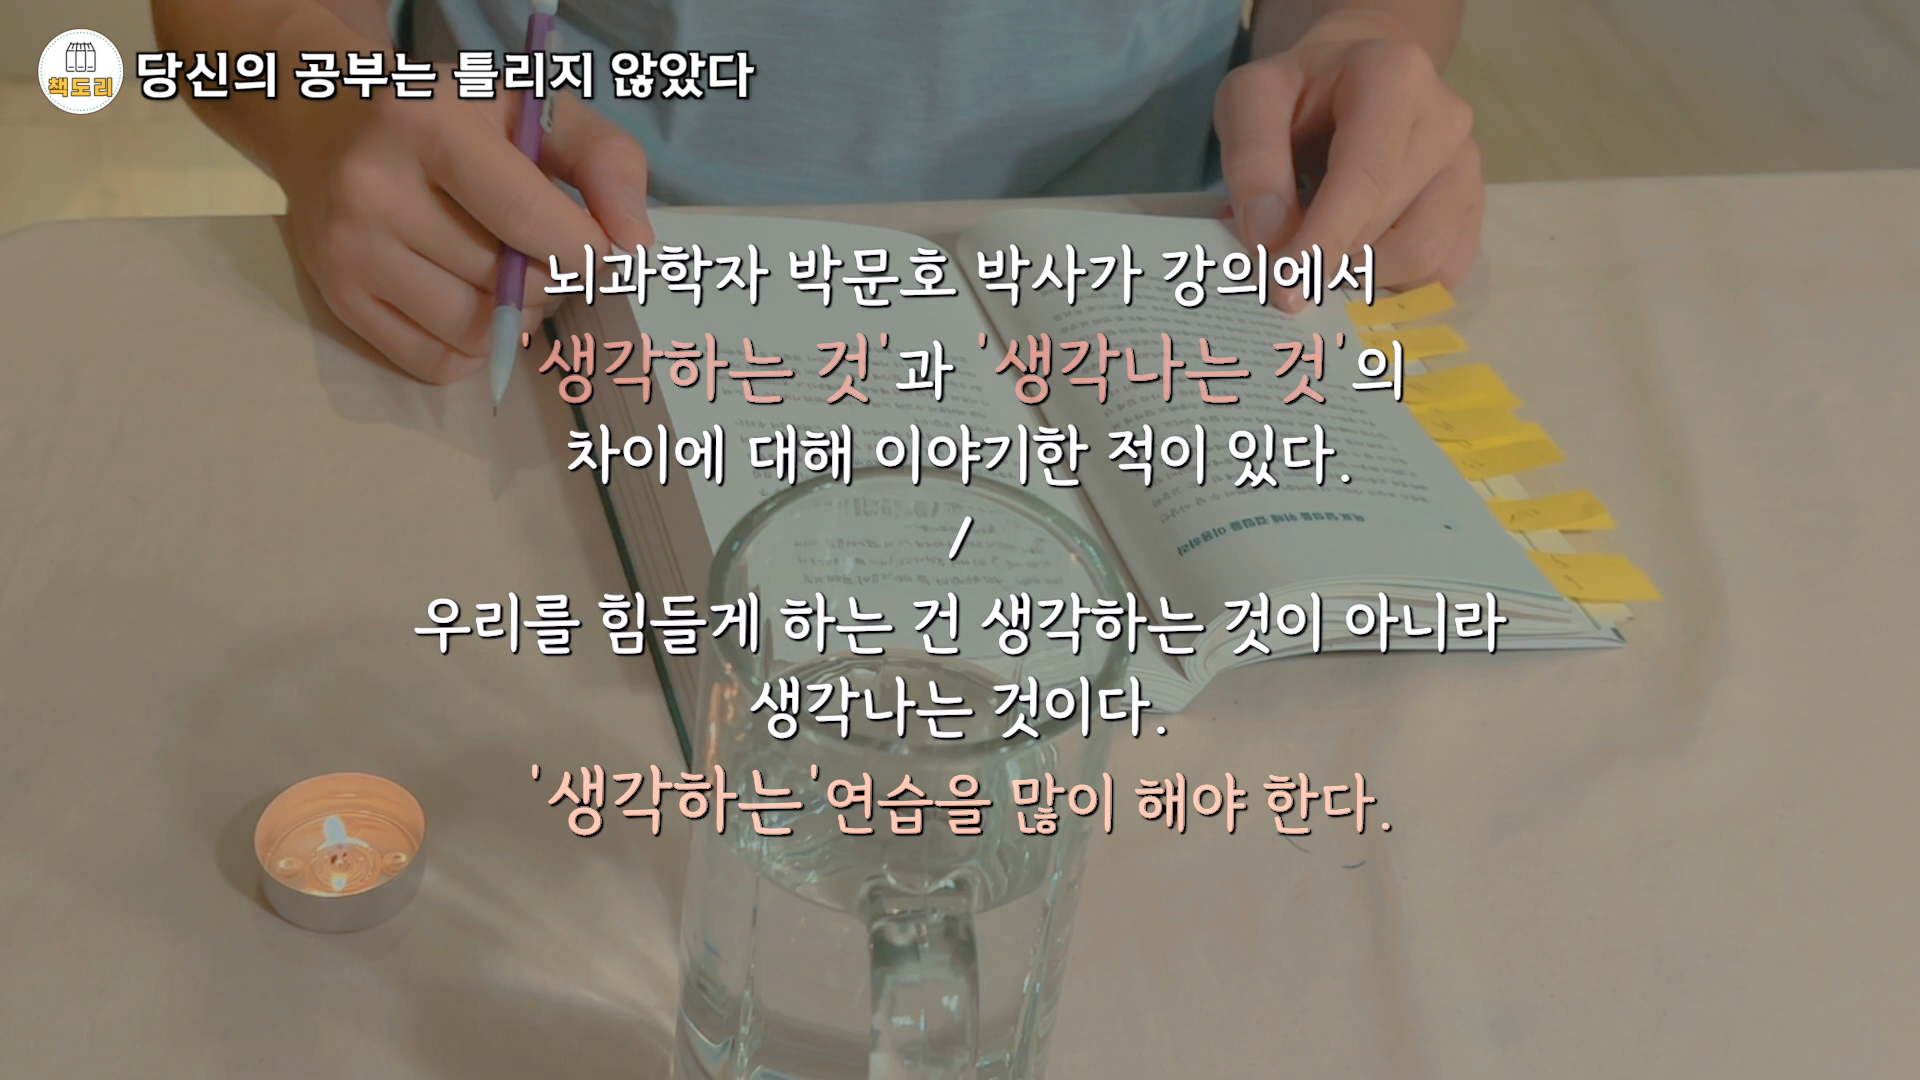 책도리
당신의 공부는 틀리지 않았다
뇌과학자 박문호 박사가 강의에서
'생각하는 것'과 '생각나는 것'의
차이에 대해 이야기한 적이 있다.
/
우리를 힘들게 하는 건 생각하는 것이 아니라
생각나는 것이다.
'생각하는'연습을 많이 해야 한다.